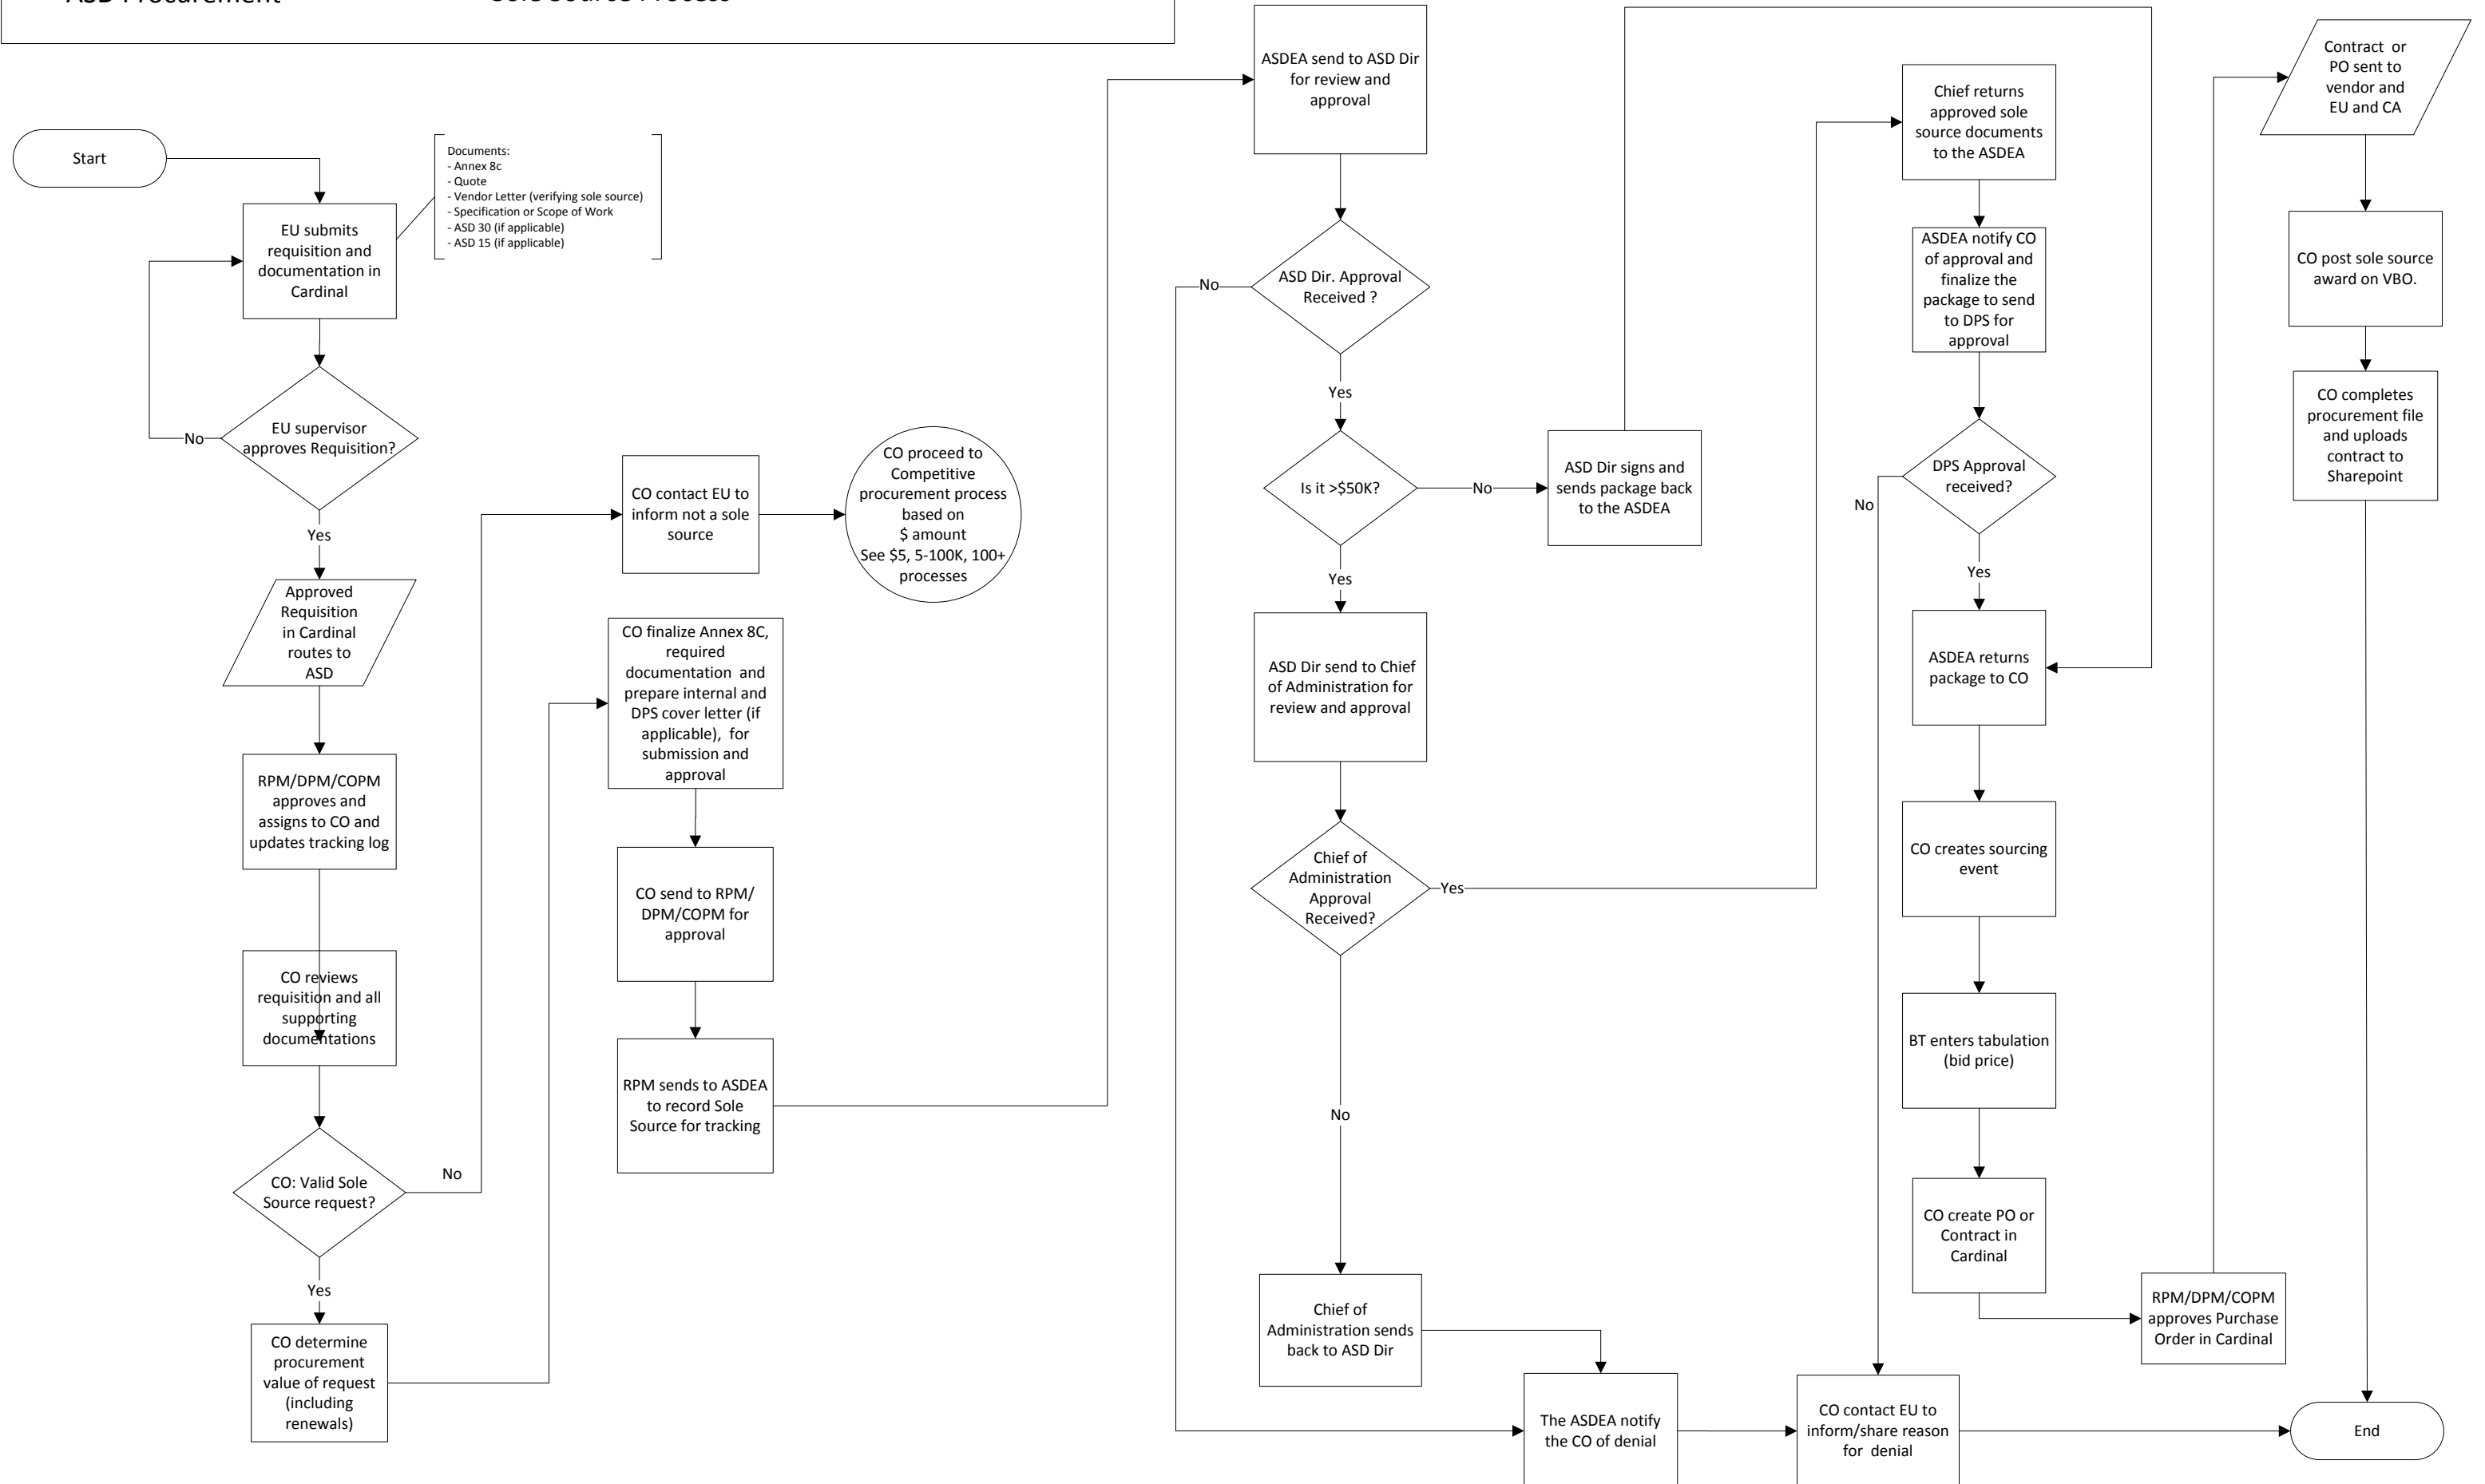 ASD Procurement
Sole Source Process
Start
Documents:
- Annex 8c
- Quote
- Vendor Letter (verifying sole source)
- Specification or Scope of Work
- ASD 30 (if applicable)
- ASD 15 (if applicable)
EU submits
requisition and
documentation in
Cardinal
EU supervisor
approves Requisition?
No
Yes
Approved
Requisition
in Cardinal
routes to
ASD
RPM/DPM/COPM
approves and
assigns to CO and
updates tracking log
CO reviews
requisition and all
supporting
documentations
CO: Valid Sole
Source request?
No
Yes
CO determine
procurement
value of request
(including
renewals)
CO contact EU to
inform not a sole
source
CO proceed to
Competitive
procurement process
based on
$ amount
See $5, 5-100K, 100+
processes
CO finalize Annex 8C,
required
documentation and
prepare internal and
DPS cover letter (if
applicable), for
submission and
approval
CO send to RPM/
DPM/COPM for
approval
RPM sends to ASDEA
to record Sole
Source for tracking
ASDEA send to ASD Dir
for review and
approval
ASD Dir. Approval
Received ?
No
Yes
Is it >$50K?
No
ASD Dir signs and
sends package back
to the ASDEA
Yes
ASD Dir send to Chief
of Administration for
review and approval
Chief of
Administration
Approval
Received?
Yes
No
Chief of
Administration sends
back to ASD Dir
The ASDEA notify
the CO of denial
CO contact EU to
inform/share reason
for denial
Chief returns
approved sole
source documents
to the ASDEA
ASDEA notify CO
of approval and
finalize the
package to send
to DPS for
approval
DPS Approval
received?
No
Yes
ASDEA returns
package to CO
CO creates sourcing
event
BT enters tabulation
(bid price)
CO create PO or
Contract in
Cardinal
RPM/DPM/COPM
approves Purchase
Order in Cardinal
Contract or
PO sent to
vendor and
EU and CA
CO post sole source
award on VBO.
CO completes
procurement file
and uploads
contract to
Sharepoint
End